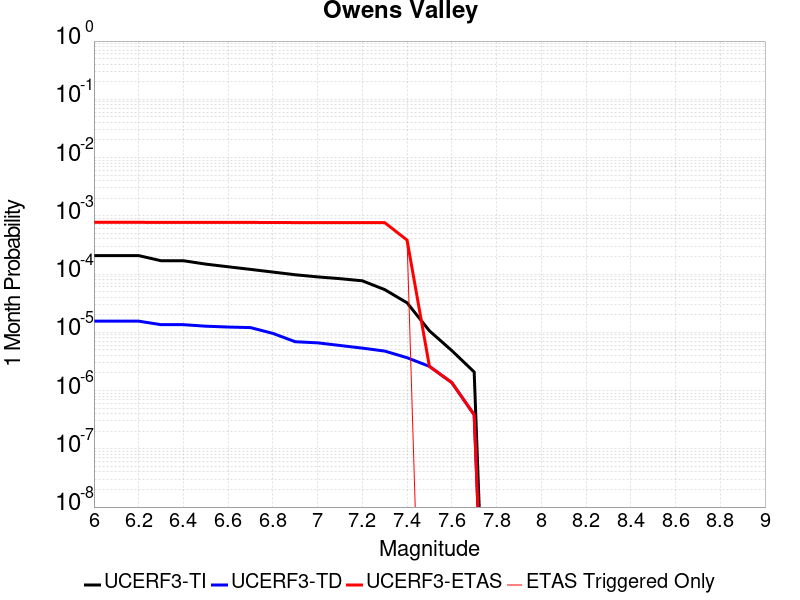 Owens Valley
10^0
10^-1
10^-2
10^-3
10^-4
10^-5
10^-6
10^-7
10^-8
1 Month Probability
6 6.2 6.4 6.6 6.8 7 7.2 7.4 7.6 7.8 8 8.2 8.4 8.6 8.8 9
Magnitude
UCERF3-TI UCERF3-TD UCERF3-ETAS ETAS Triggered Only